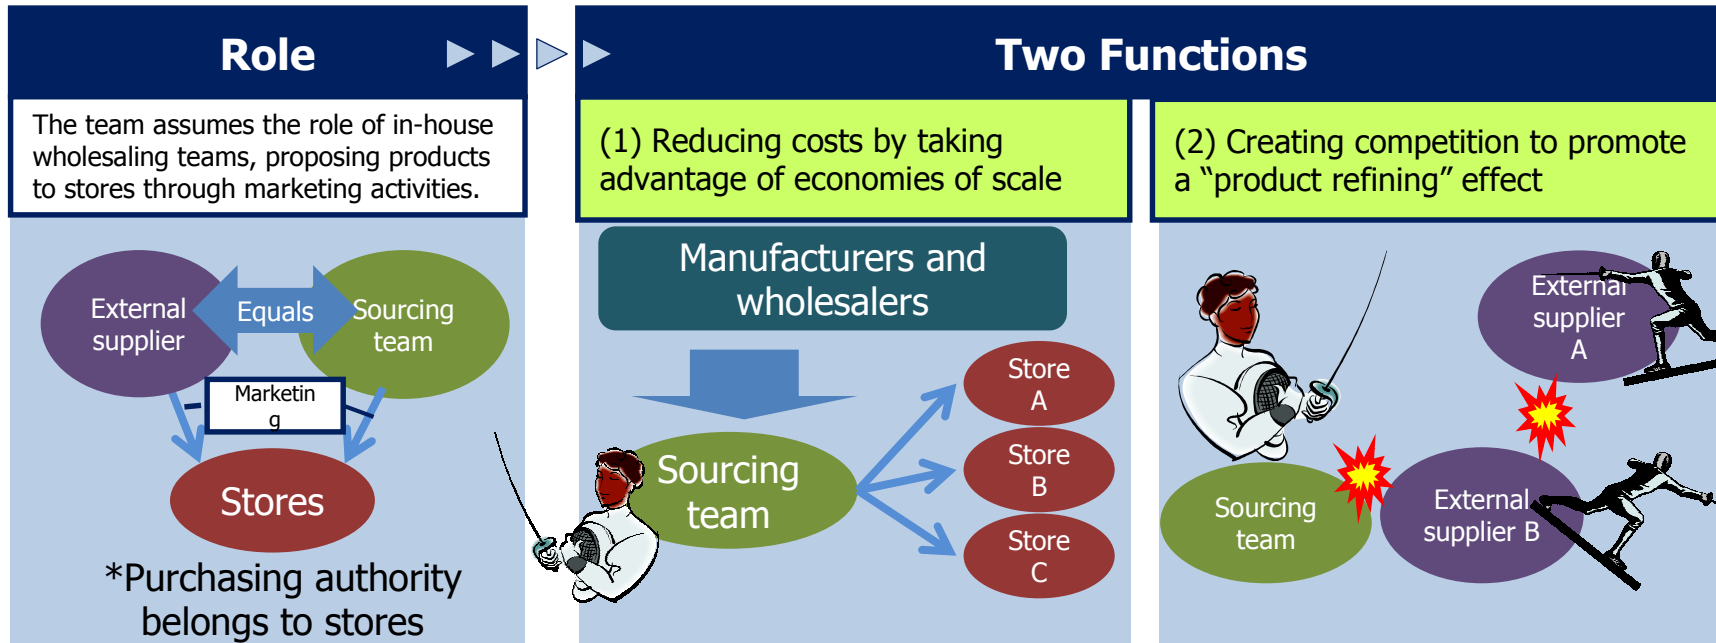 Role
The team assumes the role of in-house
wholesaling teams, proposing products
to stores through marketing activities.
External
supplier
Equals
Sourcing
team
Marketin
g
Stores
*Purchasing authority
belongs to stores
Two Functions
(1) Reducing costs by taking
advantage of economies of scale
Manufacturers and
wholesalers
Sourcing
team
Store
A
Store
B
Store
C
(2) Creating competition to promote
a “product refining” effect
External
supplier
A
Sourcing
team
External
supplier B